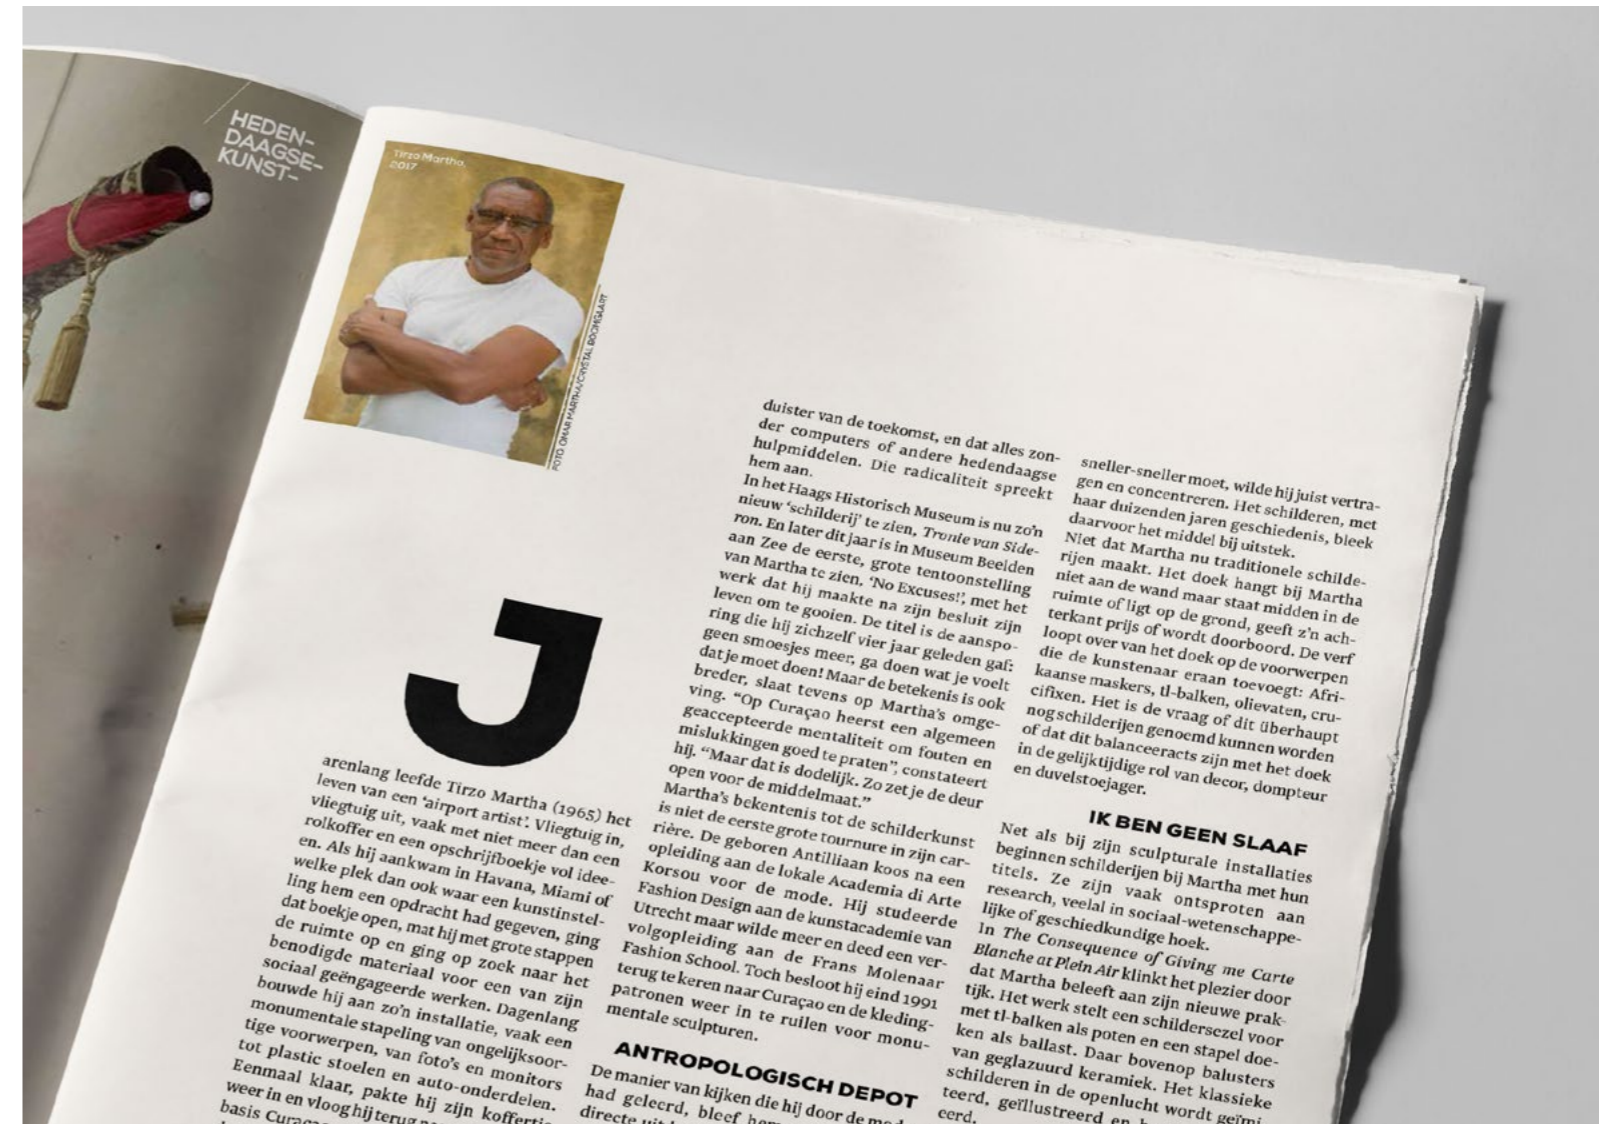 HEDEN-
DAAGSE-
KUNST-
Tirzo Martha,
2017
FOTO: OMAR MARTHA/CRYSTAL BOOMGAART
J
arenlang leefde Tirzo Martha (1965) het
leven van een ‘airport artist’. Vliegtuig in,
vliegtuig uit, vaak met niet meer dan een
rolkoffer en een opschrijfboekje vol idee-
en. Als hij aankwam in Havana, Miami of
welke plek dan ook waar een kunstinstel-
ling hem een opdracht had gegeven, ging
dat boekje open, mat hij met grote stappen
de ruimte op en ging op zoek naar het
benodigde materiaal voor een van zijn
sociaal geëngageerde werken. Dagenlang
bouwde hij aan zo’n installatie, vaak een
monumentale stapeling van ongelijksoor-
tige voorwerpen, van foto’s en monitors
tot plastic stoelen en auto-onderdelen.
Eenmaal klaar, pakte hij zijn koffertje
weer in en vloog hij terug
basis
duister van de toekomst, en dat alles zon-
der computers of andere hedendaagse
hulpmiddelen. Die radicaliteit spreekt
hem aan.
In het Haags Historisch Museum is nu zo’n
nieuw ‘schilderij’ te zien, Tronie van Side-
ron. En later dit jaar is in Museum Beelden
aan Zee de eerste, grote tentoonstelling
van Martha te zien, ‘No Excuses!’, met het
werk dat hij maakte na zijn besluit zijn
leven om te gooien. De titel is de aanspo-
ring die hij zichzelf vier jaar geleden gaf:
geen smoesjes meer, ga doen wat je voelt
dat je moet doen! Maar de betekenis is ook
breder, slaat tevens op Martha’s omge-
ving. “Op Curaçao heerst een algemeen
geaccepteerde mentaliteit om fouten en
mislukkingen goed te praten”, constateert
hij. “Maar dat is dodelijk. Zo zet je de deur
open voor de middelmaat.”
Martha’s bekentenis tot de schilderkunst
is niet de eerste grote tournure in zijn car-
rière. De geboren Antilliaan koos na een
opleiding aan de lokale Academia di Arte
Korsou voor de mode. Hij studeerde
Fashion Design aan de kunstacademie van
Utrecht maar wilde meer en deed een ver-
volgopleiding aan de Frans Molenaar
Fashion School. Toch besloot hij eind 1991
terug te keren naar Curaçao en de kleding-
patronen weer in te ruilen voor monu-
mentale sculpturen.
ANTROPOLOGISCH DEPOT
De manier van kijken die hij door de
had geleerd, bleef
directe
sneller-sneller moet, wilde hij juist vertra-
gen en concentreren. Het schilderen, met
haar duizenden jaren geschiedenis, bleek
daarvoor het middel bij uitstek.
Niet dat Martha nu traditionele schilde-
rijen maakt. Het doek hangt bij Martha
niet aan de wand maar staat midden in de
ruimte of ligt op de grond, geeft z’n ach-
terkant prijs of wordt doorboord. De verf
loopt over van het doek op de voorwerpen
die de kunstenaar eraan toevoegt: Afri-
kaanse maskers, tl-balken, olievaten, cru-
cifixen. Het is de vraag of dit überhaupt
nog schilderijen genoemd kunnen worden
of dat dit balanceeracts zijn met het doek
in de gelijktijdige rol van decor, dompteur
en duvelstoejager.
IK BEN GEEN SLAAF
Net als bij zijn sculpturale installaties
beginnen schilderijen bij Martha met hun
titels. Ze zijn vaak ontsproten aan
research, veelal in sociaal-wetenschappe-
lijke of geschiedkundige hoek.
In The Consequence of Giving me Carte
Blanche at Plein Air klinkt het plezier door
dat Martha beleeft aan zijn nieuwe prak-
tijk. Het werk stelt een schildersezel voor
met tl-balken als poten en een stapel doe-
ken als ballast. Daar bovenop balusters
van geglazuurd keramiek. Het klassieke
schilderen in de openlucht wordt geïmi-
teerd, geïllustreerd en
eerd.